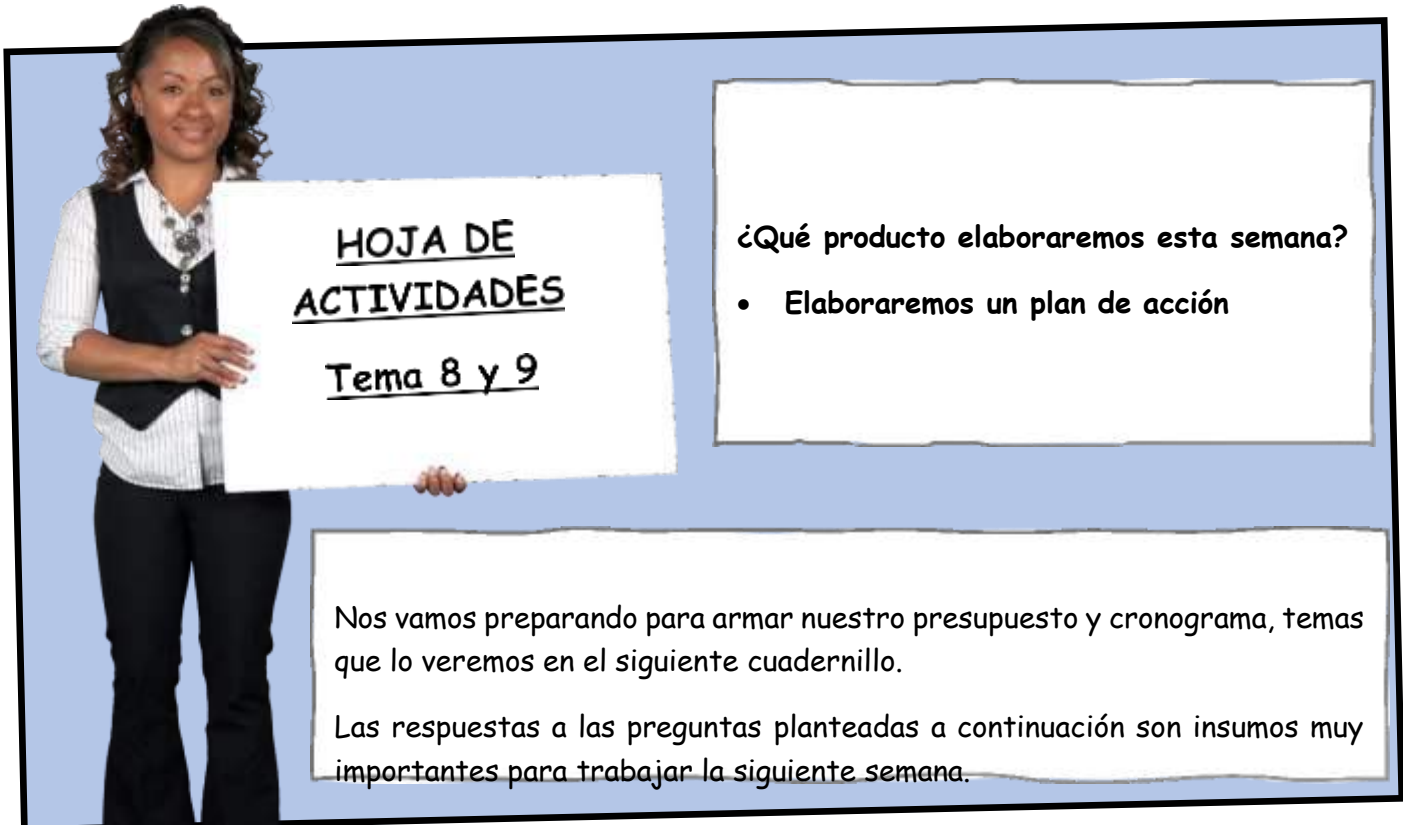 HOJA DE
ACTIVIDADES
Tema 8 y 9
¿Qué producto elaboraremos esta semana?
• Elaboraremos un plan de acción
Nos vamos preparando para armar nuestro presupuesto y cronograma, temas
que lo veremos en el siguiente cuadernillo.
Las respuestas a las preguntas planteadas a continuación son insumos muy
importantes para trabajar la siguiente semana.